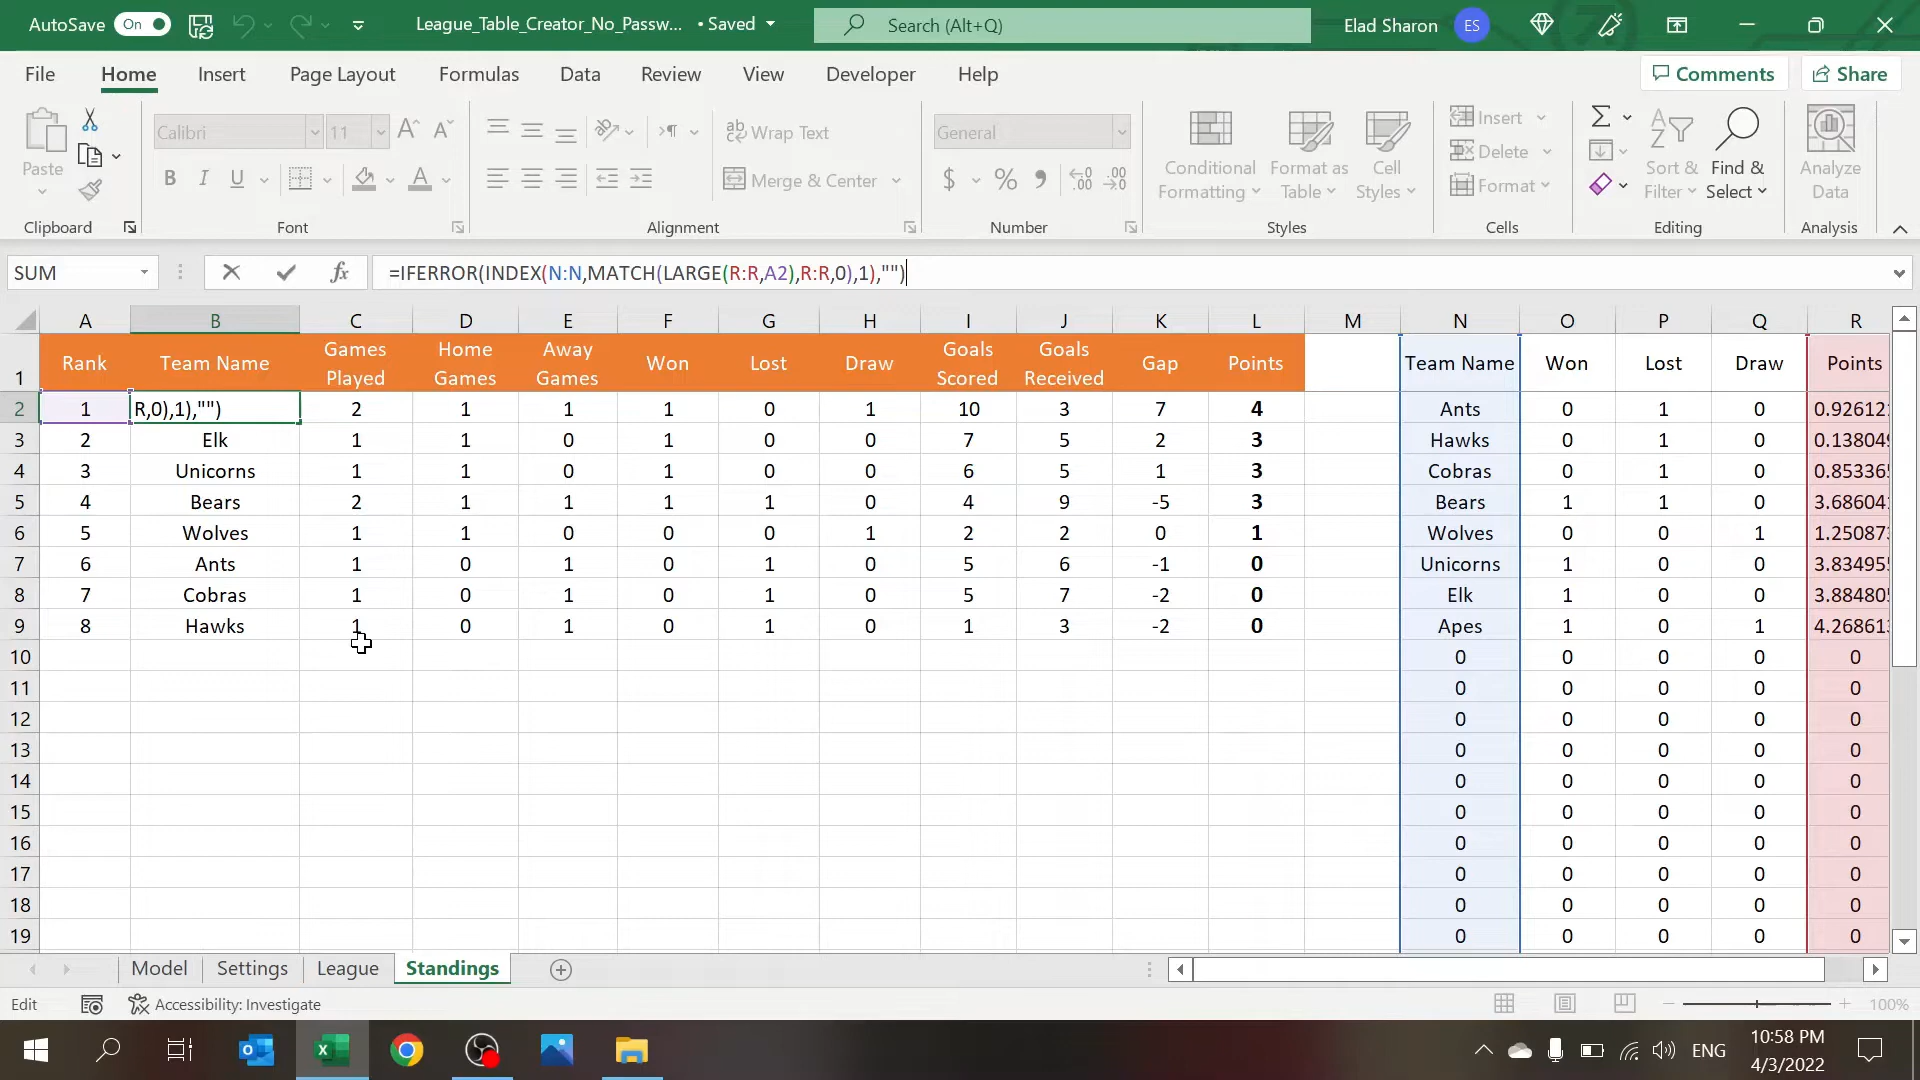 AutoSave On League_Table_Creator_No_Passw... • Saved Search (Alt+Q) Elad Sharon ES
File Home Insert Page Layout Formulas Data Review View Developer Help Comments Share
Calibri 11 Wrap Text General Insert
Paste Conditional Format as Cell Delete Sort & Find & Analyze
B I U Merge & Center $ % Formatting Table Styles Format Filter Select Data
Clipboard Font Alignment Number Styles Cells Editing Analysis
SUM fx =IFERROR(INDEX(N:N,MATCH(LARGE(R:R,A2),R:R,0),1),"")
A B C D E F G H I J K L M N O P Q R
1 Rank Team Name Games Played Home Games Away Games Won Lost Draw Goals Scored Goals Received Gap Points Team Name Won Lost Draw Points
2 1 R,0),1),"") 2 1 1 1 0 1 10 3 7 4 Ants 0 1 0 0.92612
3 2 Elk 1 1 0 1 0 0 7 5 2 3 Hawks 0 1 0 0.13804
4 3 Unicorns 1 1 0 1 0 0 6 5 1 3 Cobras 0 1 0 0.85336
5 4 Bears 2 1 1 1 1 0 4 9 -5 3 Bears 1 1 0 3.68604
6 5 Wolves 1 1 0 0 0 1 2 2 0 1 Wolves 0 0 1 1.25087
7 6 Ants 1 0 1 0 1 0 5 6 -1 0 Unicorns 1 0 0 3.83495
8 7 Cobras 1 0 1 0 1 0 5 7 -2 0 Elk 1 0 0 3.88480
9 8 Hawks 1 0 1 0 1 0 1 3 -2 0 Apes 1 0 1 4.26861
10 0 0 0 0 0
11 0 0 0 0 0
12 0 0 0 0 0
13 0 0 0 0 0
14 0 0 0 0 0
15 0 0 0 0 0
16 0 0 0 0 0
17 0 0 0 0 0
18 0 0 0 0 0
19 0 0 0 0 0
Model Settings League Standings
Edit Accessibility: Investigate 100%
ENG 10:58 PM
4/3/2022